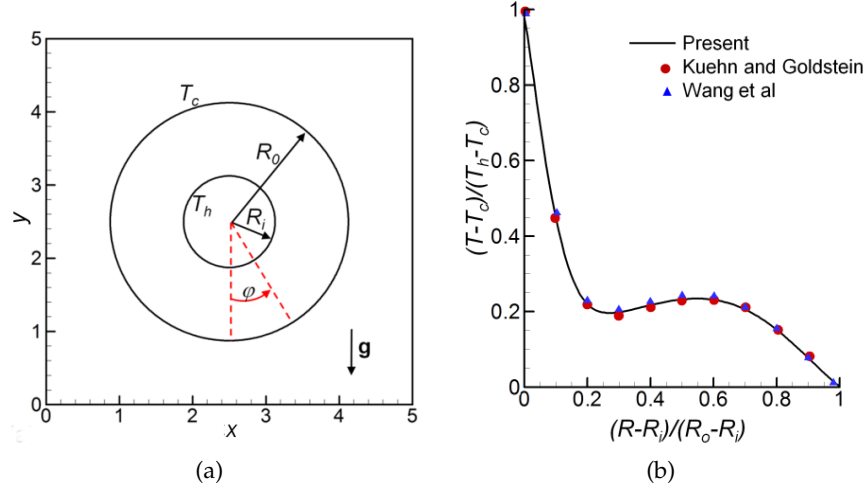 5
4
3
2
1
0
0
1
2
3
4
5
y
x
T_c
R_0
T_h
R_i
φ
g
(a)
1
0.8
0.6
0.4
0.2
0
0
0.2
0.4
0.6
0.8
1
(T-T_c)/(T_h-T_c)
(R-R_i)/(R_o-R_i)
Present
Kuehn and Goldstein
Wang et al
(b)